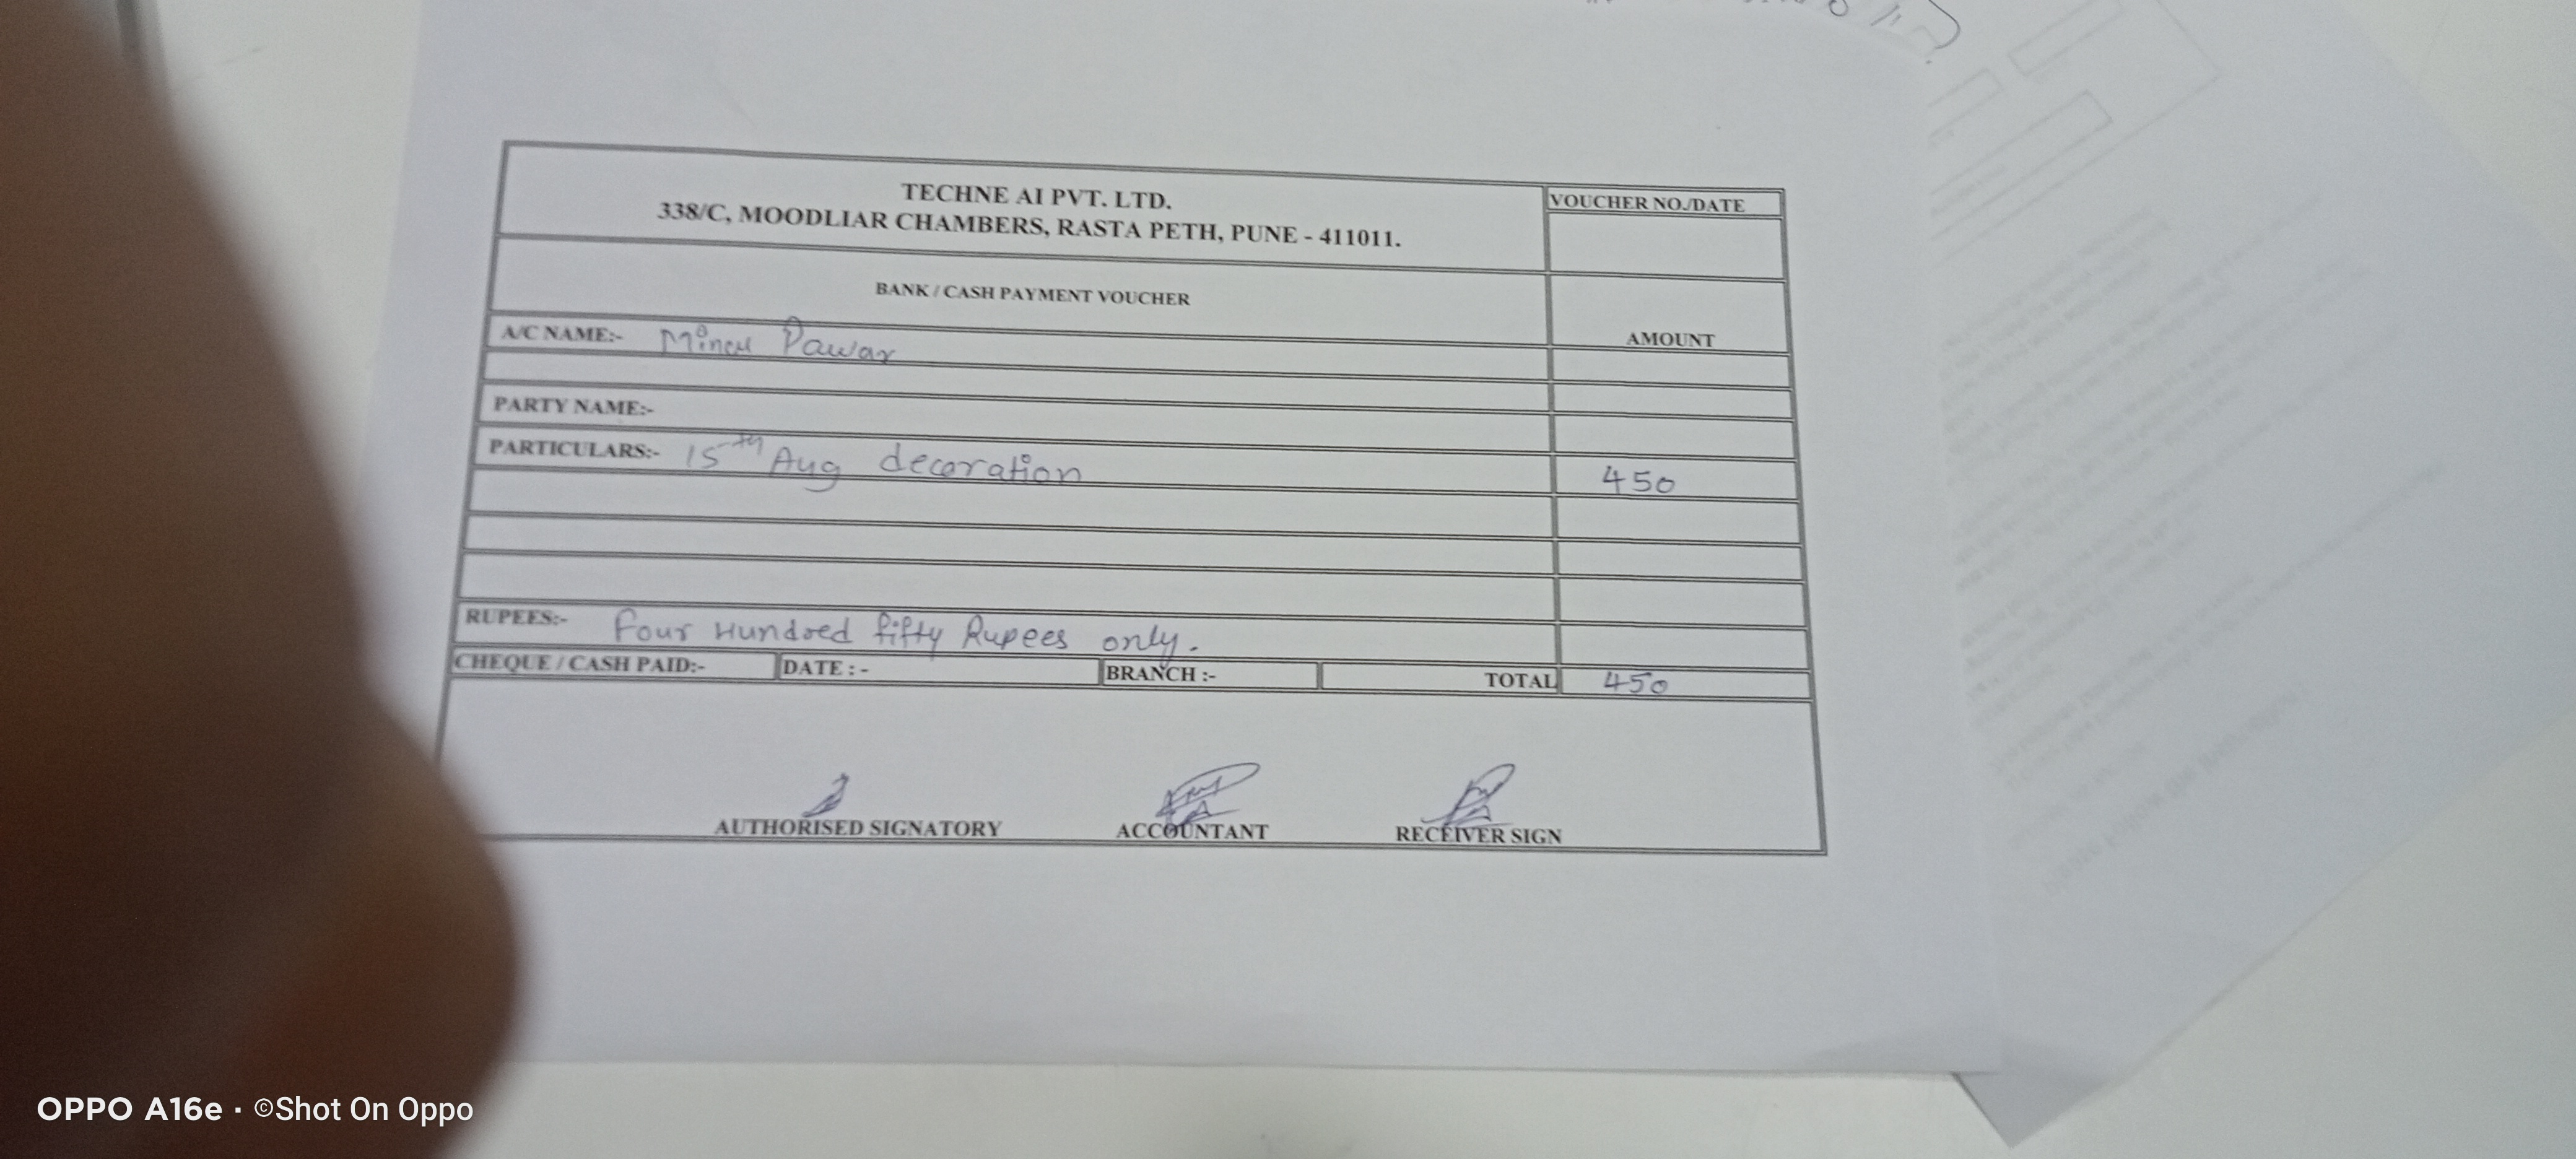 TECHNE AI PVT. LTD.
338/C, MOODLIAR CHAMBERS, RASTA PETH, PUNE - 411011.
VOUCHER NO./DATE
BANK / CASH PAYMENT VOUCHER
AMOUNT
A/C NAME:- Minu Pawar
PARTY NAME:-
PARTICULARS:- 15th Aug decoration 450
RUPEES:- Four Hundred fifty Rupees only.
CHEQUE / CASH PAID:- DATE : - BRANCH :- TOTAL 450
AUTHORISED SIGNATORY ACCOUNTANT RECEIVER SIGN
OPPO A16e · ©Shot On Oppo